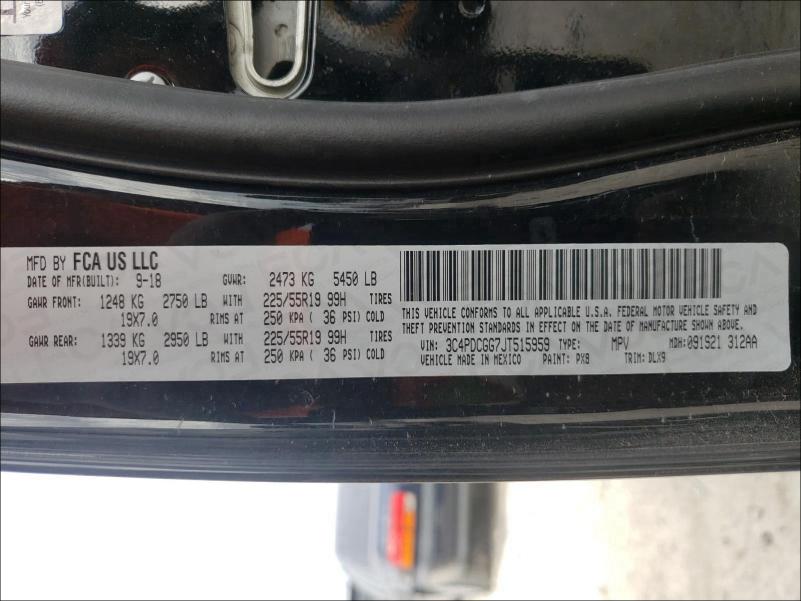 MFD BY FCA US LLC
DATE OF MFR(BUILT): 9-18 GVWR: 2473 KG 5450 LB
GAWR FRONT: 1248 KG 2750 LB WITH 225/55R19 99H TIRES
19X7.0 RIMS AT 250 KPA ( 36 PSI) COLD
GAWR REAR: 1339 KG 2950 LB WITH 225/55R19 99H TIRES
19X7.0 RIMS AT 250 KPA ( 36 PSI) COLD
THIS VEHICLE CONFORMS TO ALL APPLICABLE U.S.A. FEDERAL MOTOR VEHICLE SAFETY AND
THEFT PREVENTION STANDARDS IN EFFECT ON THE DATE OF MANUFACTURE SHOWN ABOVE.
VIN: 3C4PDCGG7JT515959 TYPE: MPV MDH:091921 312AA
VEHICLE MADE IN MEXICO PAINT: PX8 TRIM: DLX9